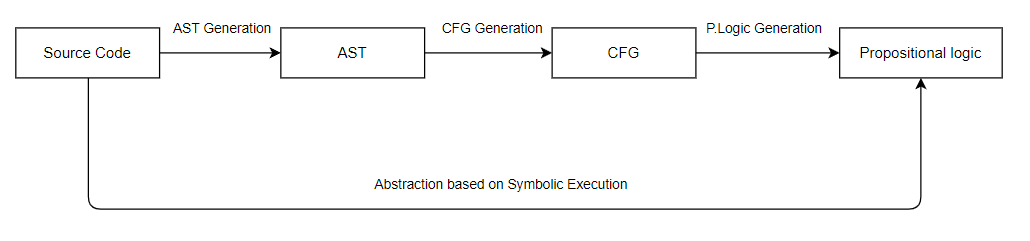 AST Generation
CFG Generation
P.Logic Generation
Source Code
AST
CFG
Propositional logic
Abstraction based on Symbolic Execution